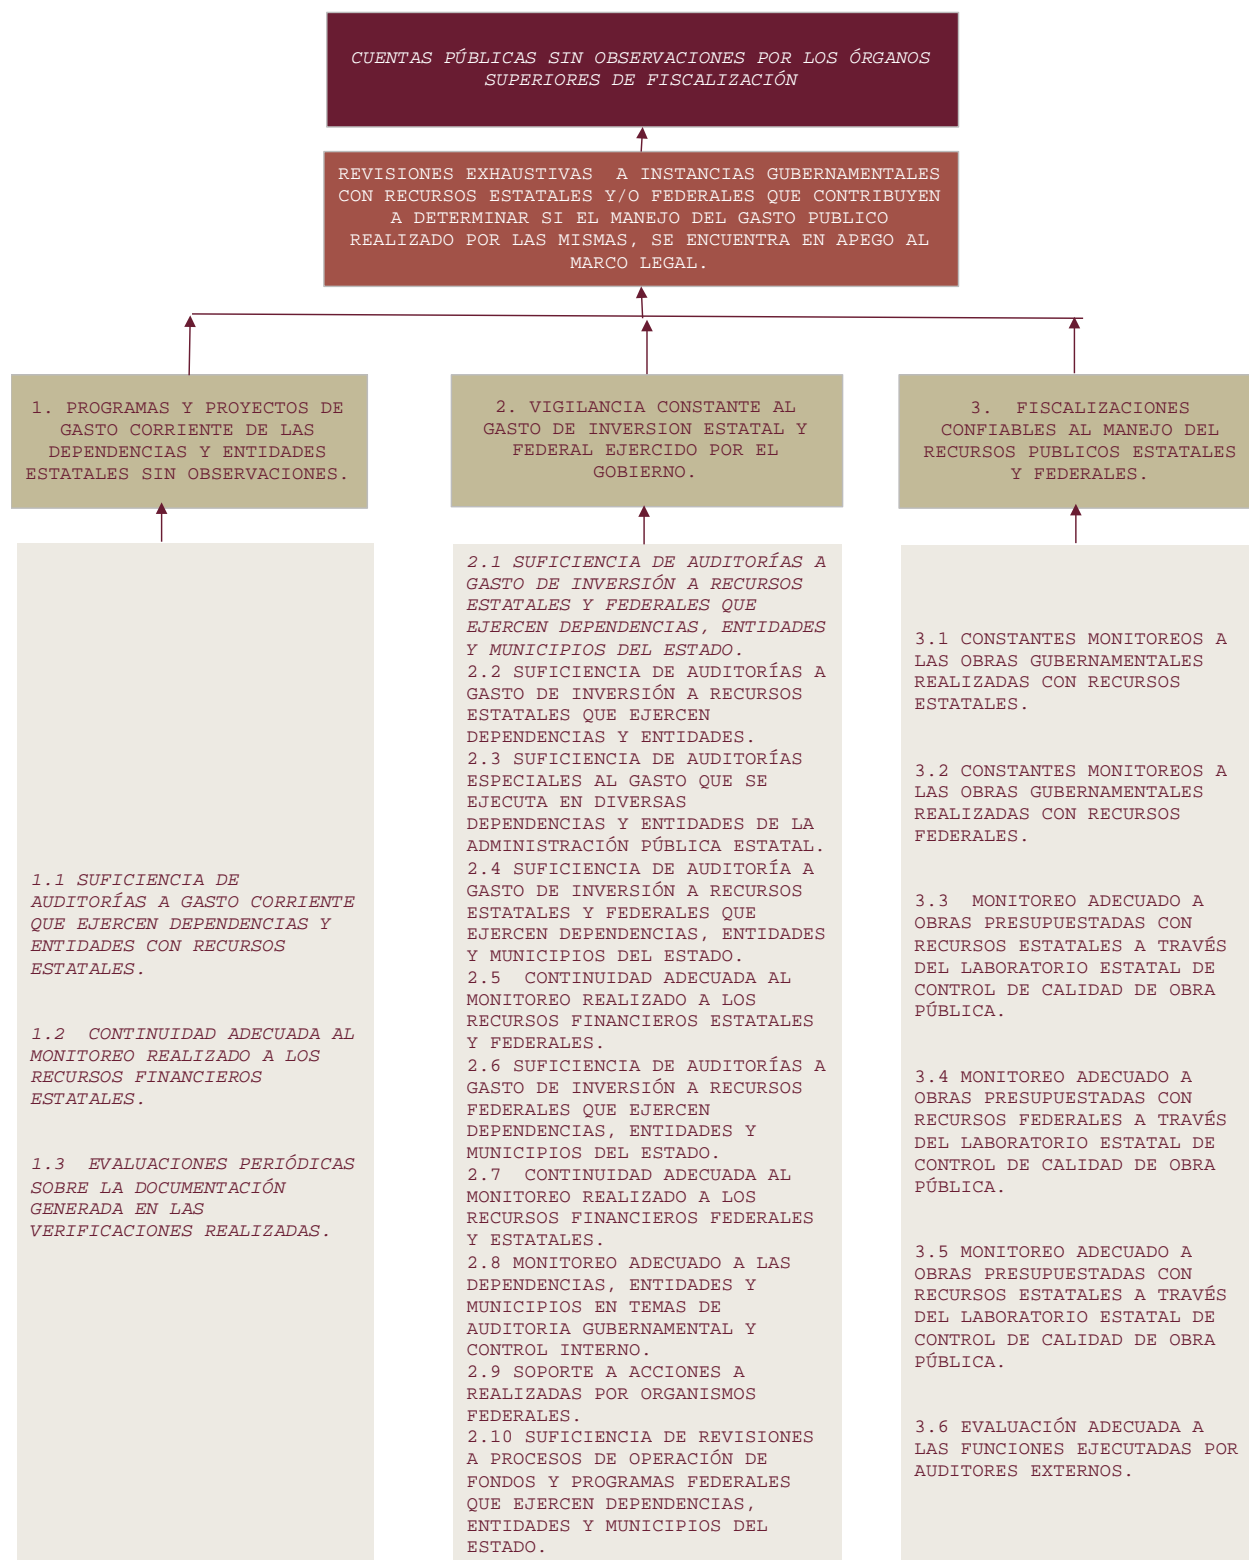 CUENTAS PÚBLICAS SIN OBSERVACIONES POR LOS ÓRGANOS
SUPERIORES DE FISCALIZACIÓN
REVISIONES EXHAUSTIVAS A INSTANCIAS GUBERNAMENTALES
CON RECURSOS ESTATALES Y/O FEDERALES QUE CONTRIBUYEN
A DETERMINAR SI EL MANEJO DEL GASTO PUBLICO
REALIZADO POR LAS MISMAS, SE ENCUENTRA EN APEGO AL
MARCO LEGAL.
1. PROGRAMAS Y PROYECTOS DE
GASTO CORRIENTE DE LAS
DEPENDENCIAS Y ENTIDADES
ESTATALES SIN OBSERVACIONES.
2. VIGILANCIA CONSTANTE AL
GASTO DE INVERSION ESTATAL Y
FEDERAL EJERCIDO POR EL
GOBIERNO.
3. FISCALIZACIONES
CONFIABLES AL MANEJO DEL
RECURSOS PUBLICOS ESTATALES
Y FEDERALES.
1.1 SUFICIENCIA DE
AUDITORÍAS A GASTO CORRIENTE
QUE EJERCEN DEPENDENCIAS Y
ENTIDADES CON RECURSOS
ESTATALES.
1.2 CONTINUIDAD ADECUADA AL
MONITOREO REALIZADO A LOS
RECURSOS FINANCIEROS
ESTATALES.
1.3 EVALUACIONES PERIÓDICAS
SOBRE LA DOCUMENTACIÓN
GENERADA EN LAS
VERIFICACIONES REALIZADAS.
2.1 SUFICIENCIA DE AUDITORÍAS A
GASTO DE INVERSIÓN A RECURSOS
ESTATALES Y FEDERALES QUE
EJERCEN DEPENDENCIAS, ENTIDADES
Y MUNICIPIOS DEL ESTADO.
2.2 SUFICIENCIA DE AUDITORÍAS A
GASTO DE INVERSIÓN A RECURSOS
ESTATALES QUE EJERCEN
DEPENDENCIAS Y ENTIDADES.
2.3 SUFICIENCIA DE AUDITORÍAS
ESPECIALES AL GASTO QUE SE
EJECUTA EN DIVERSAS
DEPENDENCIAS Y ENTIDADES DE LA
ADMINISTRACIÓN PÚBLICA ESTATAL.
2.4 SUFICIENCIA DE AUDITORÍA A
GASTO DE INVERSIÓN A RECURSOS
ESTATALES Y FEDERALES QUE
EJERCEN DEPENDENCIAS, ENTIDADES
Y MUNICIPIOS DEL ESTADO.
2.5 CONTINUIDAD ADECUADA AL
MONITOREO REALIZADO A LOS
RECURSOS FINANCIEROS ESTATALES
Y FEDERALES.
2.6 SUFICIENCIA DE AUDITORÍAS A
GASTO DE INVERSIÓN A RECURSOS
FEDERALES QUE EJERCEN
DEPENDENCIAS, ENTIDADES Y
MUNICIPIOS DEL ESTADO.
2.7 CONTINUIDAD ADECUADA AL
MONITOREO REALIZADO A LOS
RECURSOS FINANCIEROS FEDERALES
Y ESTATALES.
2.8 MONITOREO ADECUADO A LAS
DEPENDENCIAS, ENTIDADES Y
MUNICIPIOS EN TEMAS DE
AUDITORIA GUBERNAMENTAL Y
CONTROL INTERNO.
2.9 SOPORTE A ACCIONES A
REALIZADAS POR ORGANISMOS
FEDERALES.
2.10 SUFICIENCIA DE REVISIONES
A PROCESOS DE OPERACIÓN DE
FONDOS Y PROGRAMAS FEDERALES
QUE EJERCEN DEPENDENCIAS,
ENTIDADES Y MUNICIPIOS DEL
ESTADO.
3.1 CONSTANTES MONITOREOS A
LAS OBRAS GUBERNAMENTALES
REALIZADAS CON RECURSOS
ESTATALES.
3.2 CONSTANTES MONITOREOS A
LAS OBRAS GUBERNAMENTALES
REALIZADAS CON RECURSOS
FEDERALES.
3.3 MONITOREO ADECUADO A
OBRAS PRESUPUESTADAS CON
RECURSOS ESTATALES A TRAVÉS
DEL LABORATORIO ESTATAL DE
CONTROL DE CALIDAD DE OBRA
PÚBLICA.
3.4 MONITOREO ADECUADO A
OBRAS PRESUPUESTADAS CON
RECURSOS FEDERALES A TRAVÉS
DEL LABORATORIO ESTATAL DE
CONTROL DE CALIDAD DE OBRA
PÚBLICA.
3.5 MONITOREO ADECUADO A
OBRAS PRESUPUESTADAS CON
RECURSOS ESTATALES A TRAVÉS
DEL LABORATORIO ESTATAL DE
CONTROL DE CALIDAD DE OBRA
PÚBLICA.
3.6 EVALUACIÓN ADECUADA A
LAS FUNCIONES EJECUTADAS POR
AUDITORES EXTERNOS.